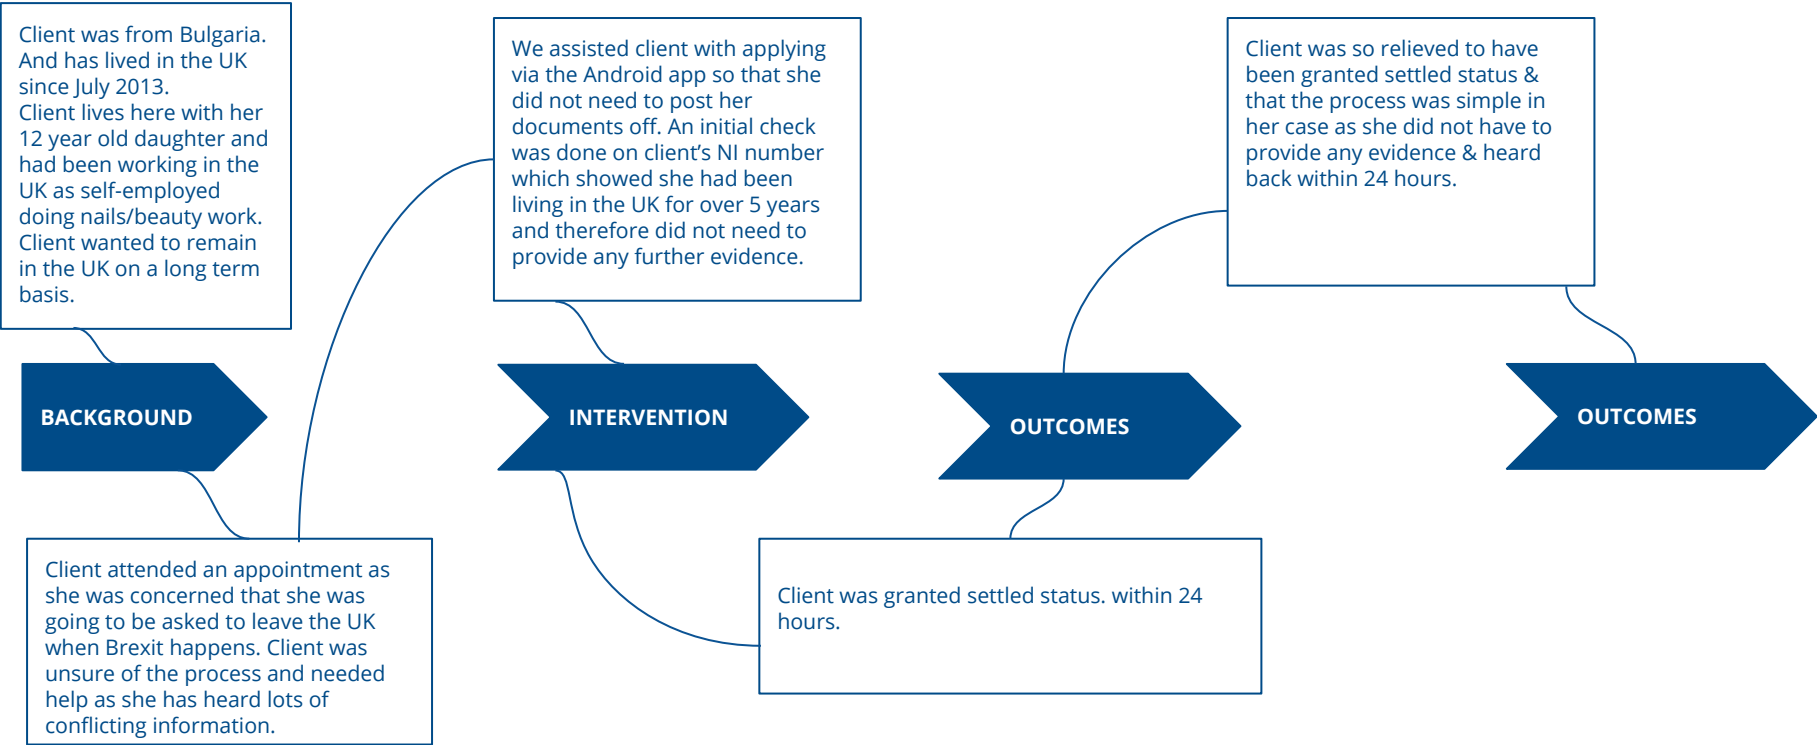 Client was from Bulgaria.
And has lived in the UK
since July 2013.
Client lives here with her
12 year old daughter and
had been working in the
UK as self-employed
doing nails/beauty work.
Client wanted to remain
in the UK on a long term
basis.
BACKGROUND
Client attended an appointment as
she was concerned that she was
going to be asked to leave the UK
when Brexit happens. Client was
unsure of the process and needed
help as she has heard lots of
conflicting information.
We assisted client with applying
via the Android app so that she
did not need to post her
documents off. An initial check
was done on client’s NI number
which showed she had been
living in the UK for over 5 years
and therefore did not need to
provide any further evidence.
INTERVENTION
Client was granted settled status. within 24
hours.
OUTCOMES
Client was so relieved to have
been granted settled status &
that the process was simple in
her case as she did not have to
provide any evidence & heard
back within 24 hours.
OUTCOMES